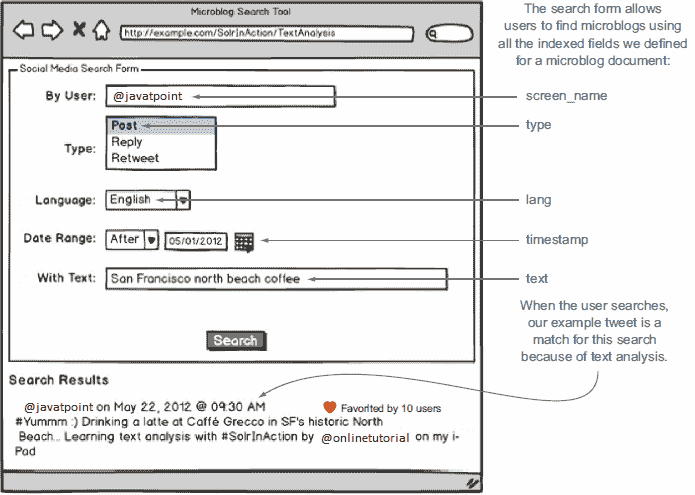 Microblog Search Tool
http://example.com/SolrInAction/TextAnalysis
The search form allows
users to find microblogs using
all the indexed fields we defined
for a microblog document:
Social Media Search Form
By User: @javatpoint
screen_name
Type: Post
Reply
Retweet
type
Language: English
lang
Date Range: After 05/01/2012
timestamp
With Text: San Francisco north beach coffee
text
Search
When the user searches,
our example tweet is a
match for this search
because of text analysis.
Search Results
@javatpoint on May 22, 2012 @ 09:30 AM
Favorited by 10 users
#Yummm :) Drinking a latte at Caffé Grecco in SF's historic North
Beach... Learning text analysis with #SolrInAction by @onlinetutorial on my i-
Pad